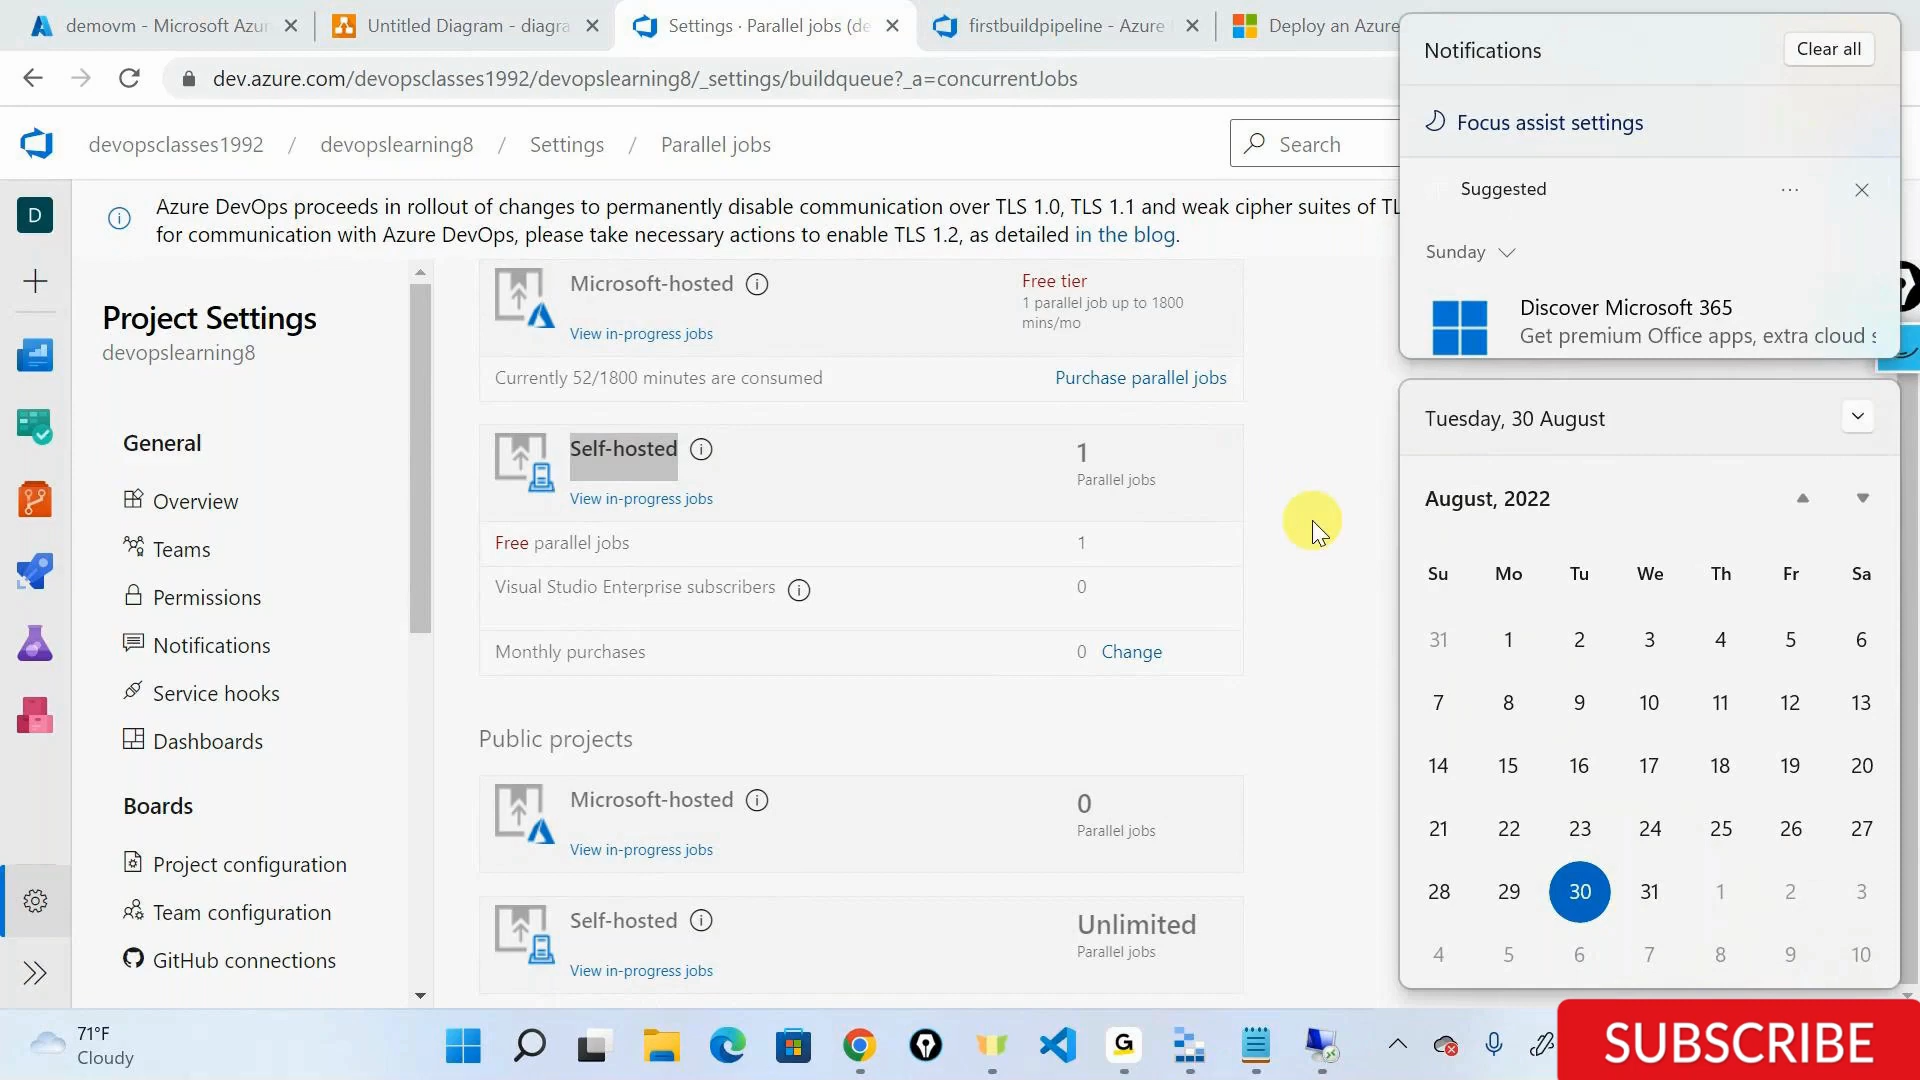 demovm - Microsoft Azur
Untitled Diagram - diagra
Settings · Parallel jobs (de
firstbuildpipeline - Azure
Deploy an Azure
dev.azure.com/devopsclasses1992/devopslearning8/_settings/buildqueue?_a=concurrentJobs
devopsclasses1992 / devopslearning8 / Settings / Parallel jobs
Search
D
Azure DevOps proceeds in rollout of changes to permanently disable communication over TLS 1.0, TLS 1.1 and weak cipher suites of TL
for communication with Azure DevOps, please take necessary actions to enable TLS 1.2, as detailed in the blog.
Project Settings
devopslearning8
General
Overview
Teams
Permissions
Notifications
Service hooks
Dashboards
Boards
Project configuration
Team configuration
GitHub connections
Microsoft-hosted
View in-progress jobs
Free tier
1 parallel job up to 1800
mins/mo
Currently 52/1800 minutes are consumed
Purchase parallel jobs
Self-hosted
View in-progress jobs
1
Parallel jobs
Free parallel jobs 1
Visual Studio Enterprise subscribers 0
Monthly purchases 0 Change
Public projects
Microsoft-hosted
View in-progress jobs
0
Parallel jobs
Self-hosted
View in-progress jobs
Unlimited
Parallel jobs
Notifications
Clear all
Focus assist settings
Suggested
Sunday
Discover Microsoft 365
Get premium Office apps, extra cloud s
Tuesday, 30 August
August, 2022
Su Mo Tu We Th Fr Sa
31 1 2 3 4 5 6
7 8 9 10 11 12 13
14 15 16 17 18 19 20
21 22 23 24 25 26 27
28 29 30 31 1 2 3
4 5 6 7 8 9 10
71°F
Cloudy
G
SUBSCRIBE